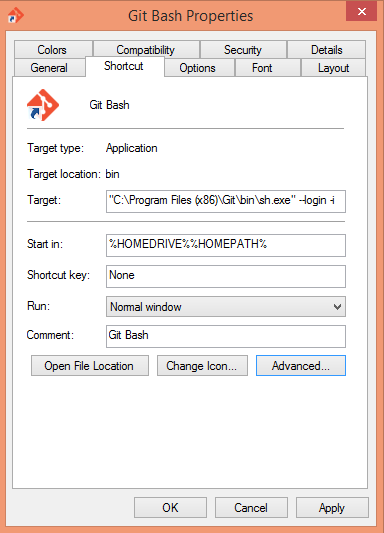 Git Bash Properties
Colors Compatibility Security Details
General Shortcut Options Font Layout
Git Bash
Target type: Application
Target location: bin
Target: "C:\Program Files (x86)\Git\bin\sh.exe" --login -i
Start in: %HOMEDRIVE%%HOMEPATH%
Shortcut key: None
Run: Normal window
Comment: Git Bash
Open File Location Change Icon... Advanced...
OK Cancel Apply